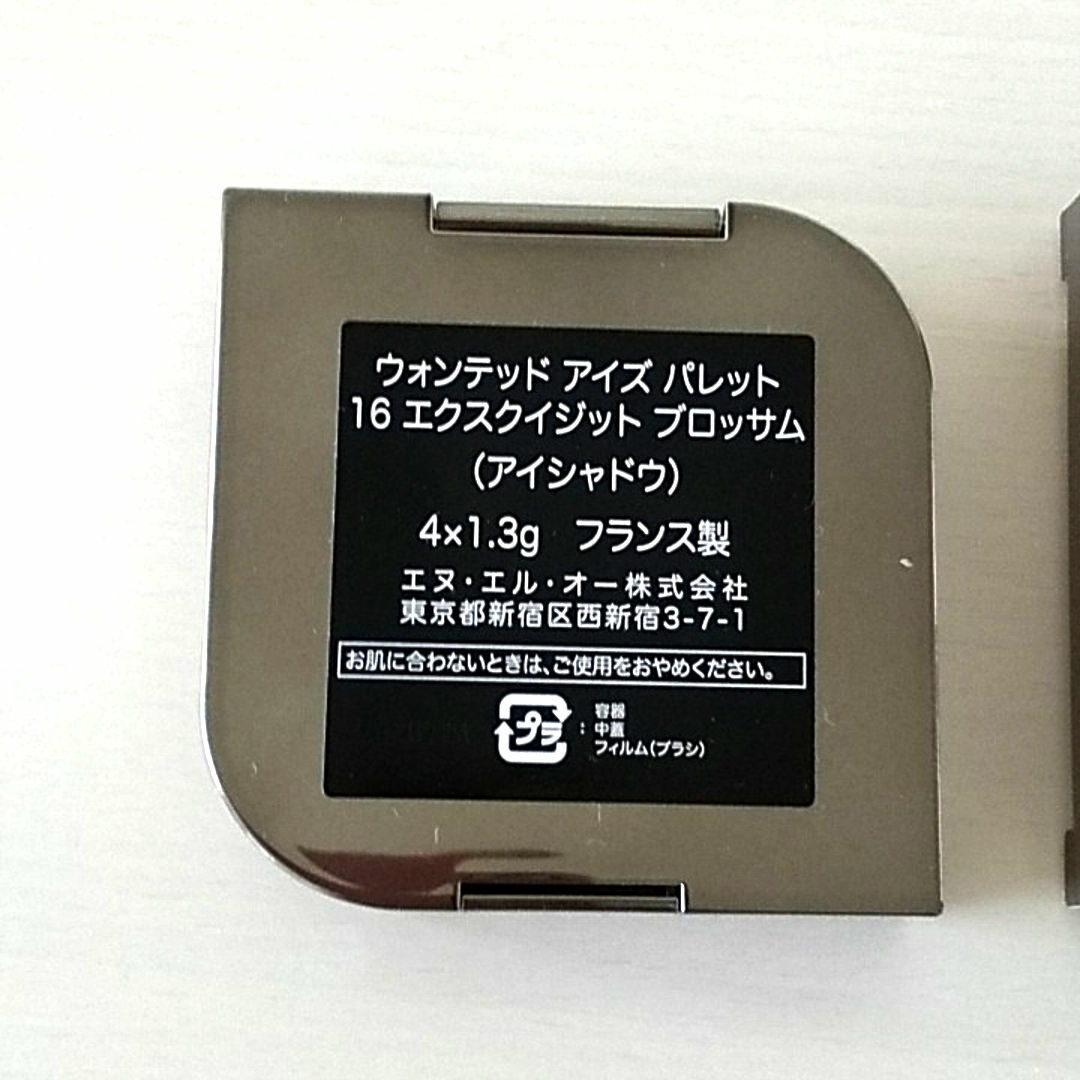 ウォンテッド アイズ パレット
16 エクスクイジット ブロッサム
（アイシャドウ）
4×1.3g　フランス製
エヌ・エル・オー株式会社
東京都新宿区西新宿3-7-1
お肌に合わないときは、ご使用をおやめください。
プラ : 容器
中蓋
フィルム（ブラシ）